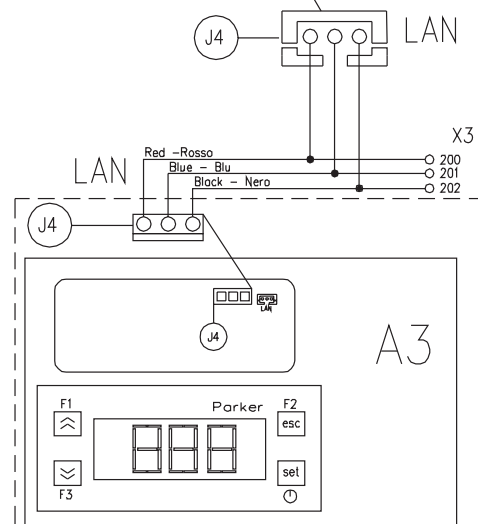 J4
LAN
X3
Red -Rosso
200
LAN
Blue - Blu
201
Black - Nero
202
J4
LAN
J4
A3
F1
Parker
F2
esc
set
F3